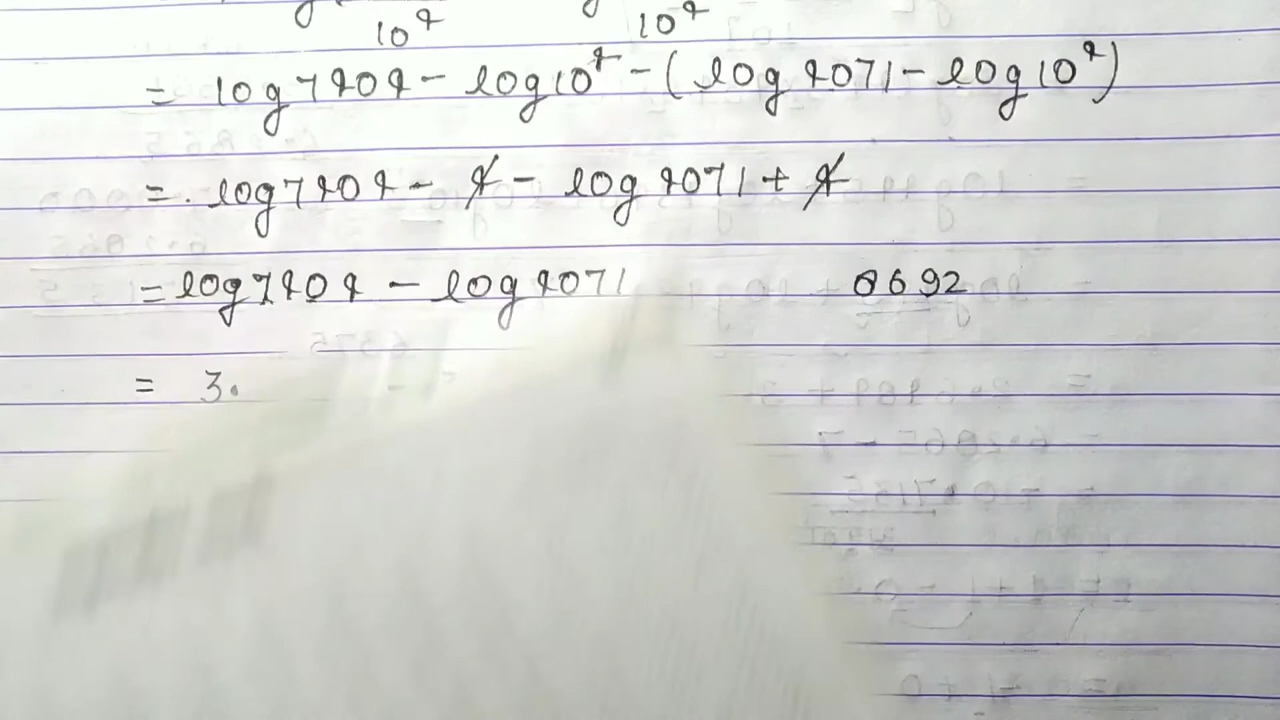 10⁴ 10⁴
= log 7404 - log 10⁴ - ( log 4071 - log 10⁴ )
= . log 7404 - 4 - log 4071 + 4
= log 7404 - log 4071 8692
= 3.